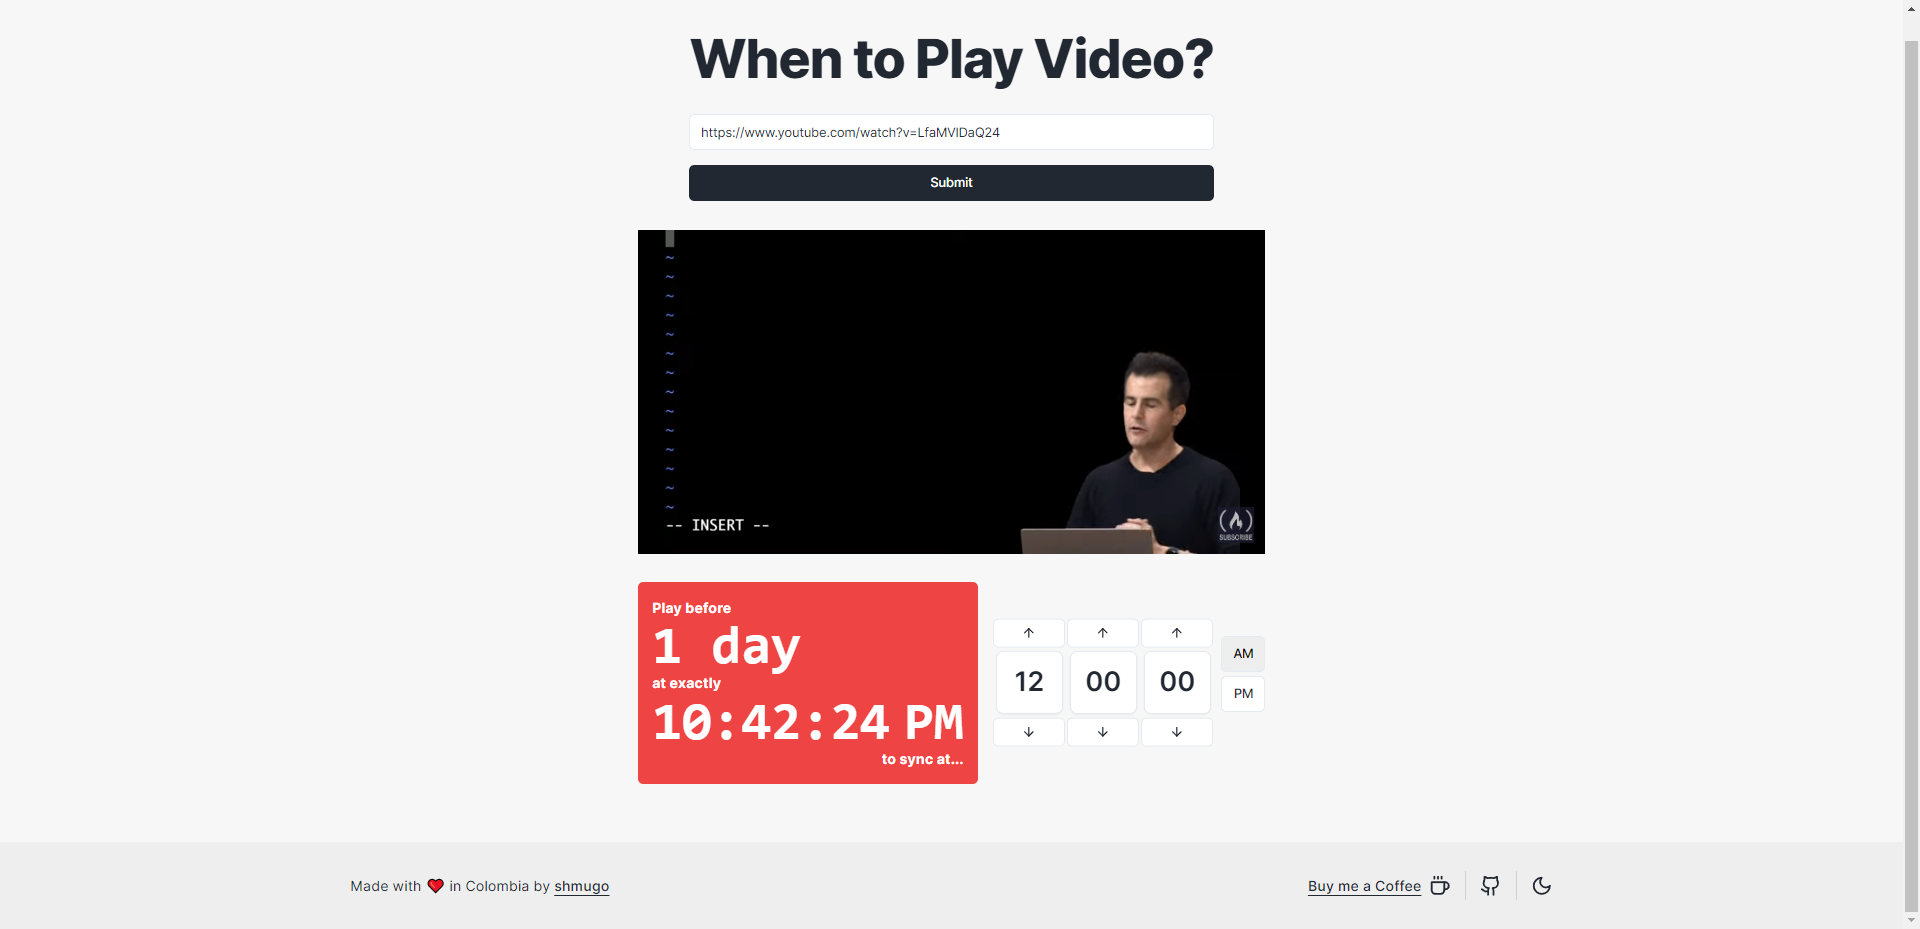 When to Play Video?
https://www.youtube.com/watch?v=LfaMVlDaQ24
Submit
~
~
~
~
~
~
~
~
~
~
~
~
~
~
-- INSERT --
SUBSCRIBE
Play before
1 day
at exactly
10:42:24 PM
to sync at...
↑ ↑ ↑
12 00 00
↓ ↓ ↓
AM
PM
Made with ❤ in Colombia by shmugo
Buy me a Coffee